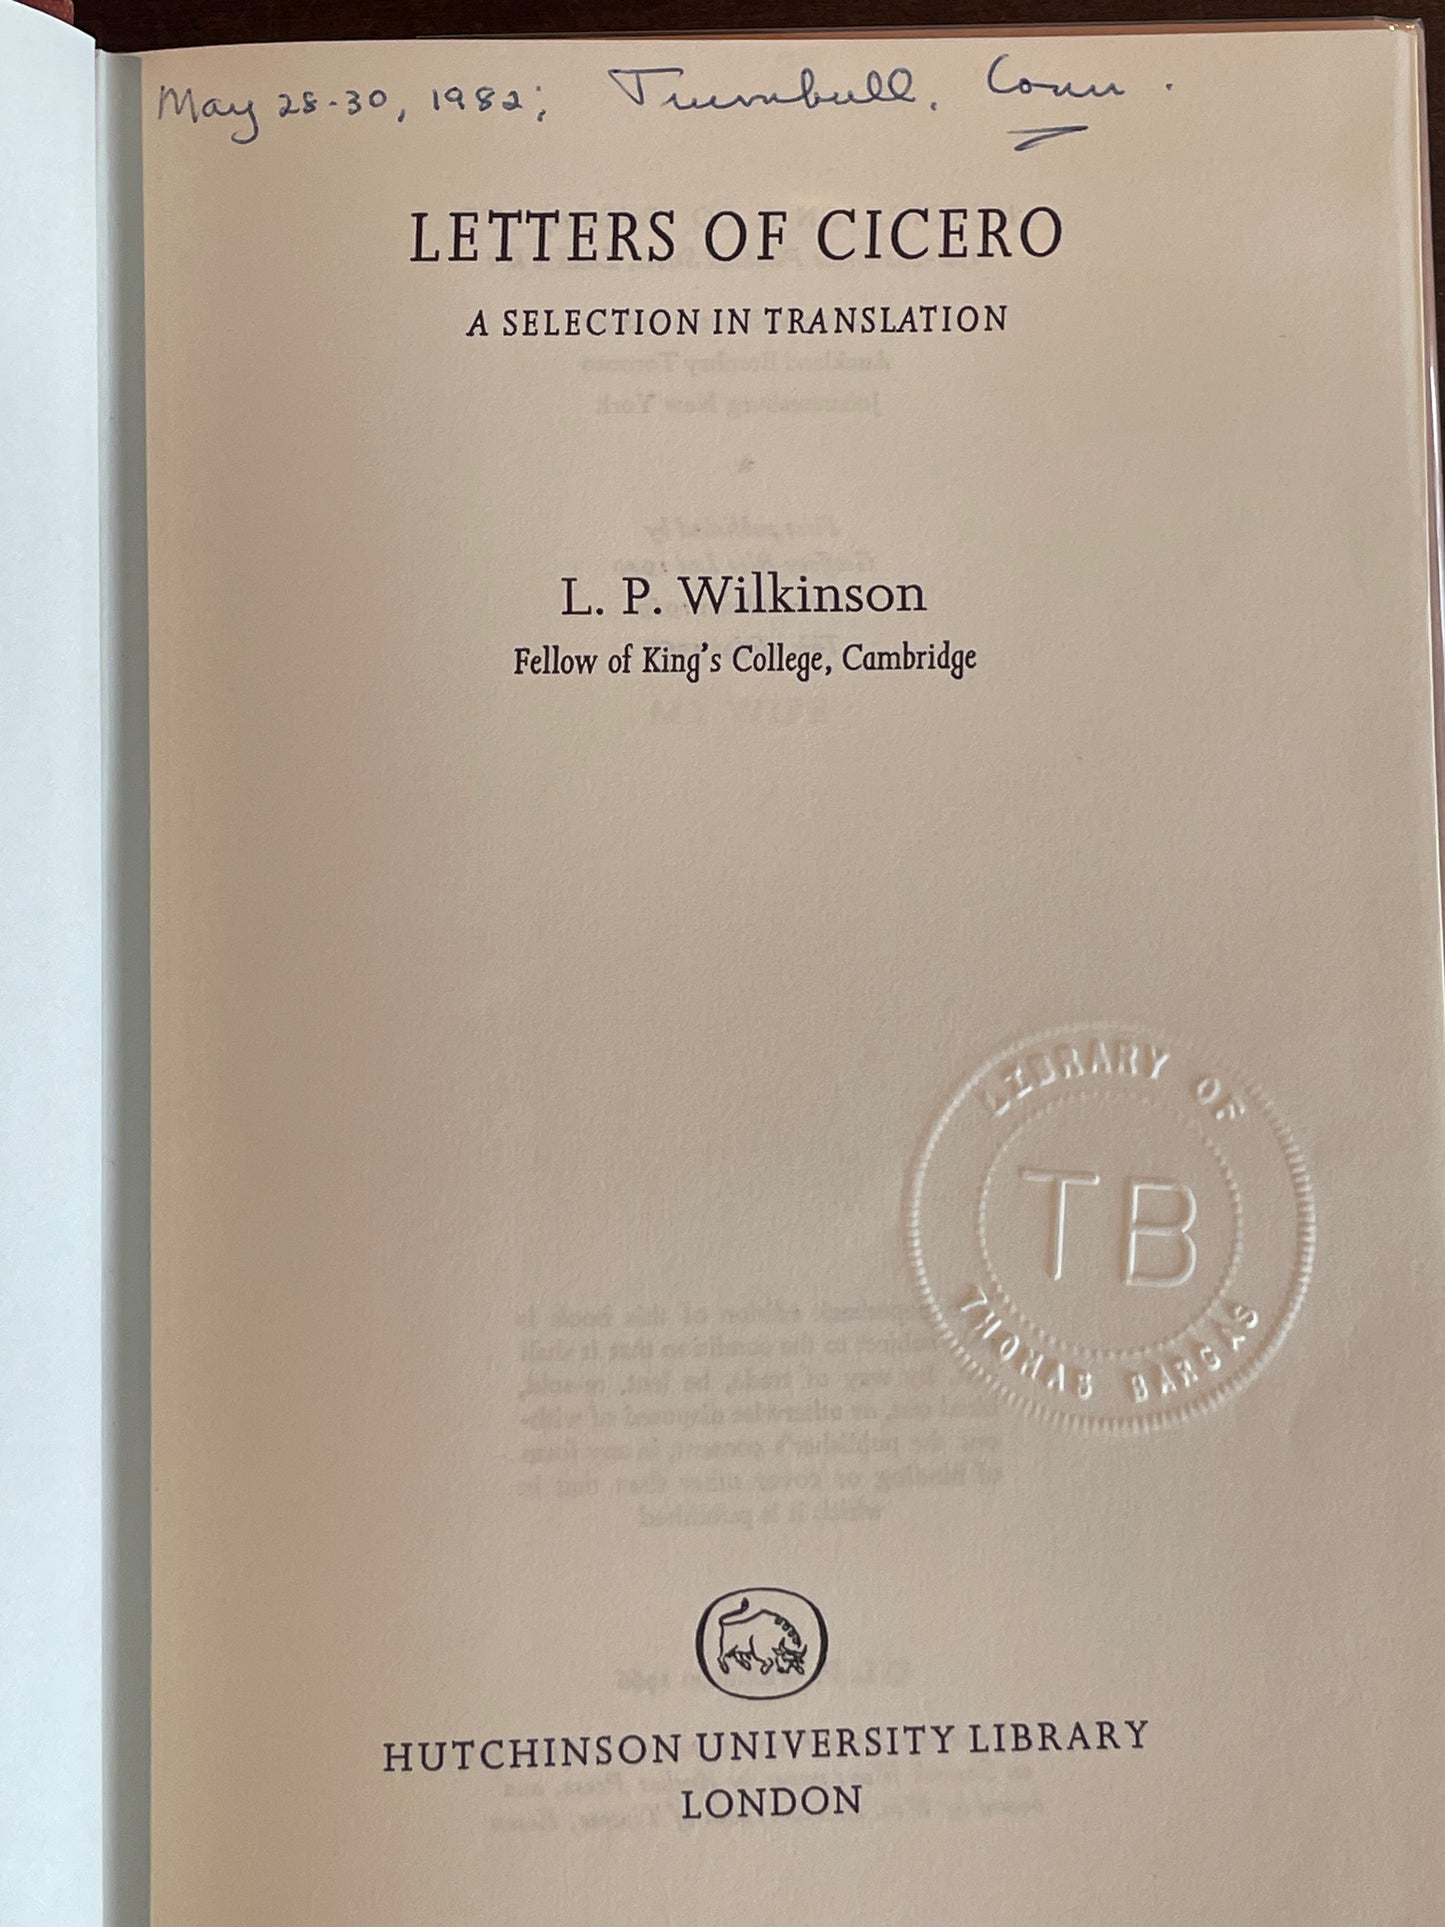 May 28-30, 1982; Turnbull, Conn.
LETTERS OF CICERO
A SELECTION IN TRANSLATION
L. P. Wilkinson
Fellow of King's College, Cambridge
LIBRARY OF
TB
THOMAS BARGAS
HUTCHINSON UNIVERSITY LIBRARY
LONDON